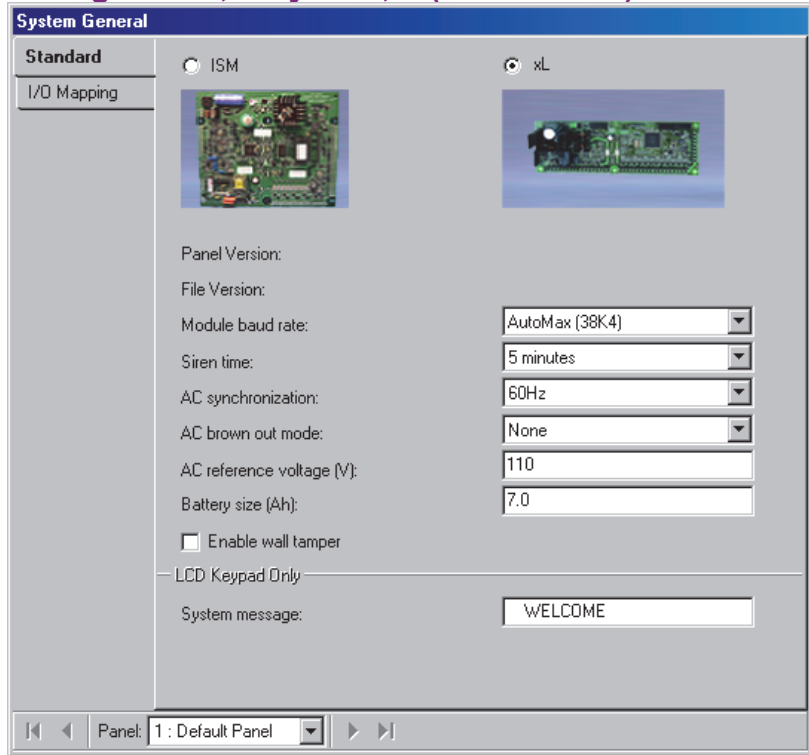 System General
Standard
I/O Mapping
ISM
xL
Panel Version:
File Version:
Module baud rate: AutoMax (38K4)
Siren time: 5 minutes
AC synchronization: 60Hz
AC brown out mode: None
AC reference voltage (V): 110
Battery size (Ah): 7.0
Enable wall tamper
LCD Keypad Only
System message: WELCOME
Panel: 1 : Default Panel